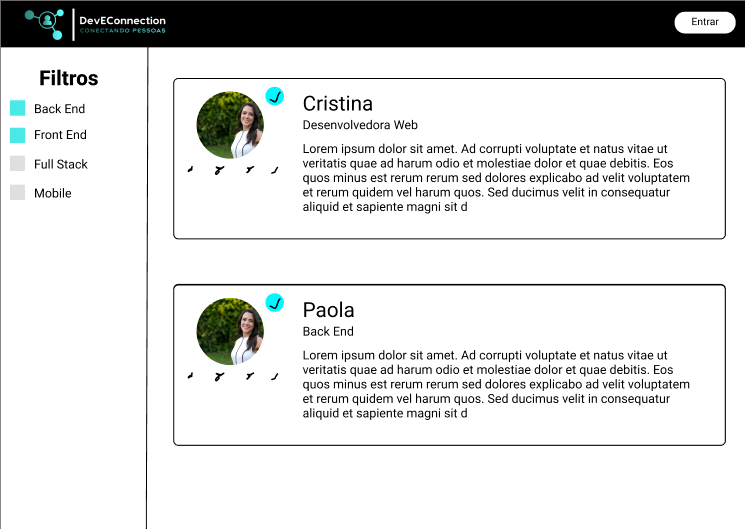 DevEConnection
CONECTANDO PESSOAS
Entrar
Filtros
Back End
Front End
Full Stack
Mobile
Cristina
Desenvolvedora Web
Lorem ipsum dolor sit amet. Ad corrupti voluptate et natus vitae ut
veritatis quae ad harum odio et molestiae dolor et quae debitis. Eos
quos minus est rerum rerum sed dolores explicabo ad velit voluptatem
et rerum quidem vel harum quos. Sed ducimus velit in consequatur
aliquid et sapiente magni sit d
Paola
Back End
Lorem ipsum dolor sit amet. Ad corrupti voluptate et natus vitae ut
veritatis quae ad harum odio et molestiae dolor et quae debitis. Eos
quos minus est rerum rerum sed dolores explicabo ad velit voluptatem
et rerum quidem vel harum quos. Sed ducimus velit in consequatur
aliquid et sapiente magni sit d